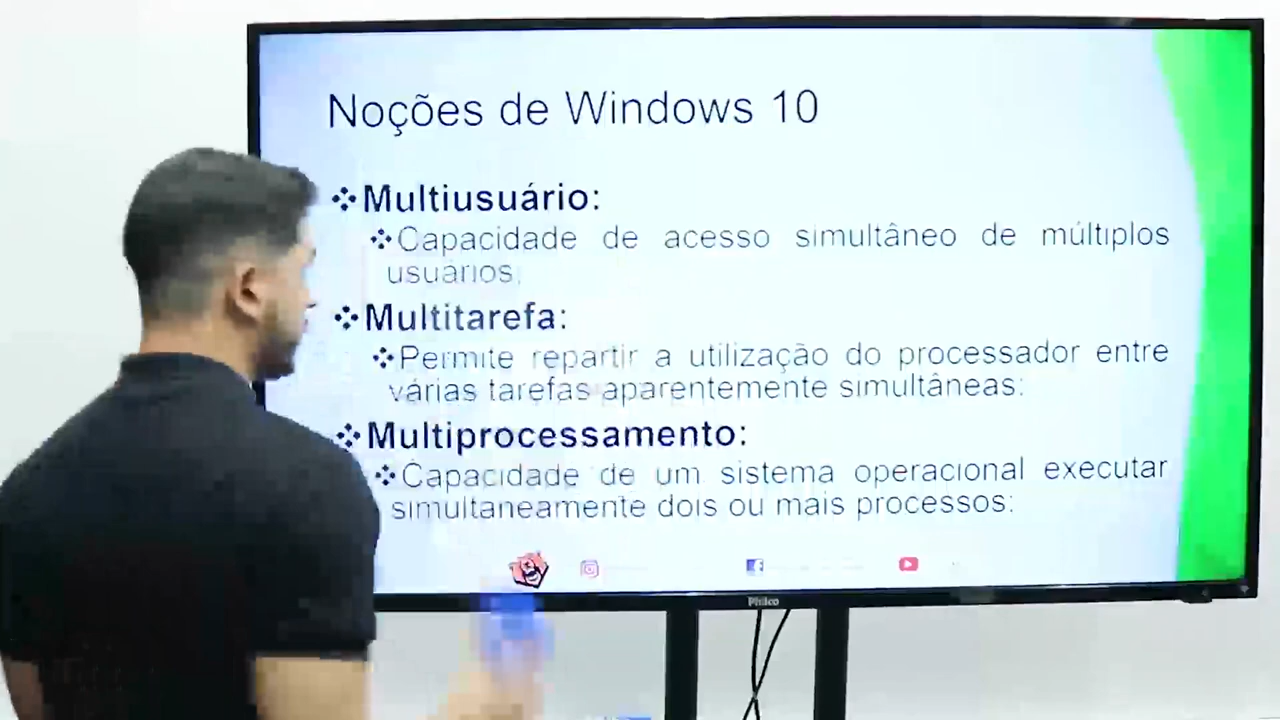 Noções de Windows 10
Multiusuário:
Capacidade de acesso simultâneo de múltiplos
usuários;
Multitarefa:
Permite repartir a utilização do processador entre
várias tarefas aparentemente simultâneas;
Multiprocessamento:
Capacidade de um sistema operacional executar
simultaneamente dois ou mais processos;
Philco